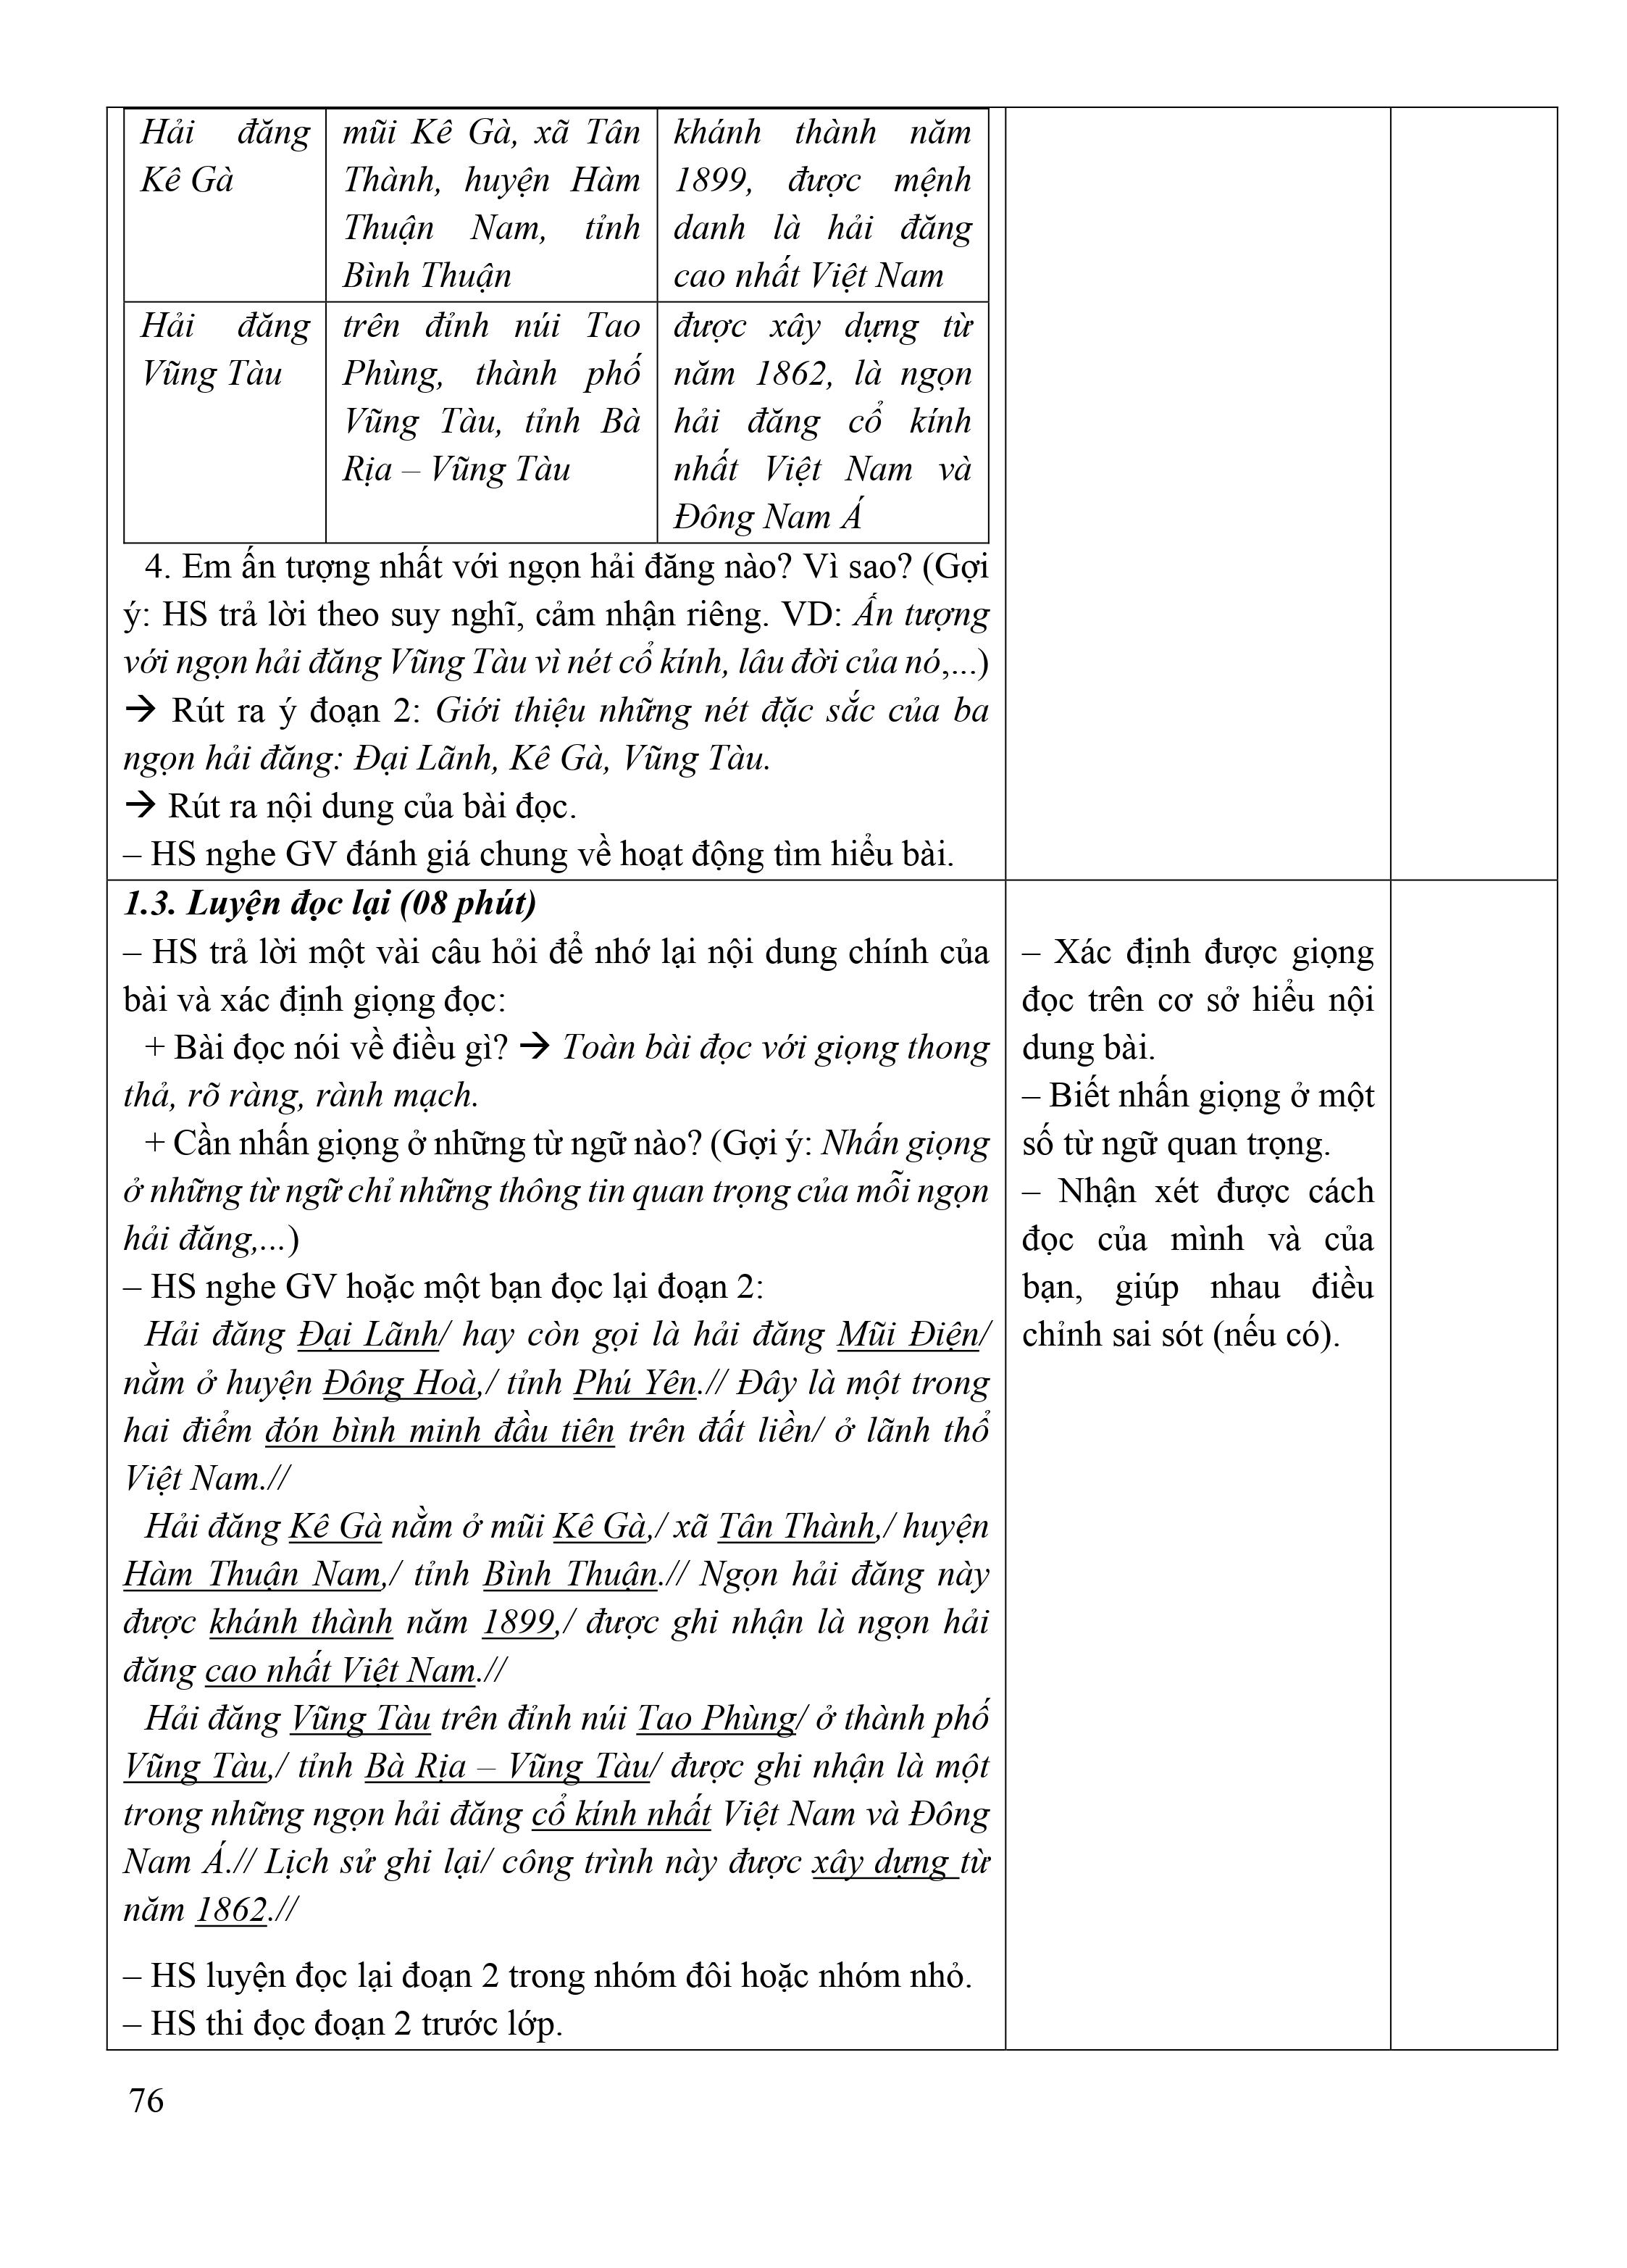 Hải đăng
Kê Gà
mũi Kê Gà, xã Tân
Thành, huyện Hàm
Thuận Nam, tỉnh
Bình Thuận
khánh thành năm
1899, được mệnh
danh là hải đăng
cao nhất Việt Nam
Hải đăng
Vũng Tàu
trên đỉnh núi Tao
Phùng, thành phố
Vũng Tàu, tỉnh Bà
Rịa – Vũng Tàu
được xây dựng từ
năm 1862, là ngọn
hải đăng cổ kính
nhất Việt Nam và
Đông Nam Á
4. Em ấn tượng nhất với ngọn hải đăng nào? Vì sao? (Gợi
ý: HS trả lời theo suy nghĩ, cảm nhận riêng. VD: Ấn tượng
với ngọn hải đăng Vũng Tàu vì nét cổ kính, lâu đời của nó,...)
→ Rút ra ý đoạn 2: Giới thiệu những nét đặc sắc của ba
ngọn hải đăng: Đại Lãnh, Kê Gà, Vũng Tàu.
→ Rút ra nội dung của bài đọc.
– HS nghe GV đánh giá chung về hoạt động tìm hiểu bài.
1.3. Luyện đọc lại (08 phút)
– HS trả lời một vài câu hỏi để nhớ lại nội dung chính của
bài và xác định giọng đọc:
+ Bài đọc nói về điều gì? → Toàn bài đọc với giọng thong
thả, rõ ràng, rành mạch.
+ Cần nhấn giọng ở những từ ngữ nào? (Gợi ý: Nhấn giọng
ở những từ ngữ chỉ những thông tin quan trọng của mỗi ngọn
hải đăng,...)
– HS nghe GV hoặc một bạn đọc lại đoạn 2:
Hải đăng Đại Lãnh/ hay còn gọi là hải đăng Mũi Điện/
nằm ở huyện Đông Hoà,/ tỉnh Phú Yên.// Đây là một trong
hai điểm đón bình minh đầu tiên trên đất liền/ ở lãnh thổ
Việt Nam.//
Hải đăng Kê Gà nằm ở mũi Kê Gà,/ xã Tân Thành,/ huyện
Hàm Thuận Nam,/ tỉnh Bình Thuận.// Ngọn hải đăng này
được khánh thành năm 1899,/ được ghi nhận là ngọn hải
đăng cao nhất Việt Nam.//
Hải đăng Vũng Tàu trên đỉnh núi Tao Phùng/ ở thành phố
Vũng Tàu,/ tỉnh Bà Rịa – Vũng Tàu/ được ghi nhận là một
trong những ngọn hải đăng cổ kính nhất Việt Nam và Đông
Nam Á.// Lịch sử ghi lại/ công trình này được xây dựng từ
năm 1862.//
– HS luyện đọc lại đoạn 2 trong nhóm đôi hoặc nhóm nhỏ.
– HS thi đọc đoạn 2 trước lớp.
– Xác định được giọng
đọc trên cơ sở hiểu nội
dung bài.
– Biết nhấn giọng ở một
số từ ngữ quan trọng.
– Nhận xét được cách
đọc của mình và của
bạn, giúp nhau điều
chỉnh sai sót (nếu có).
76